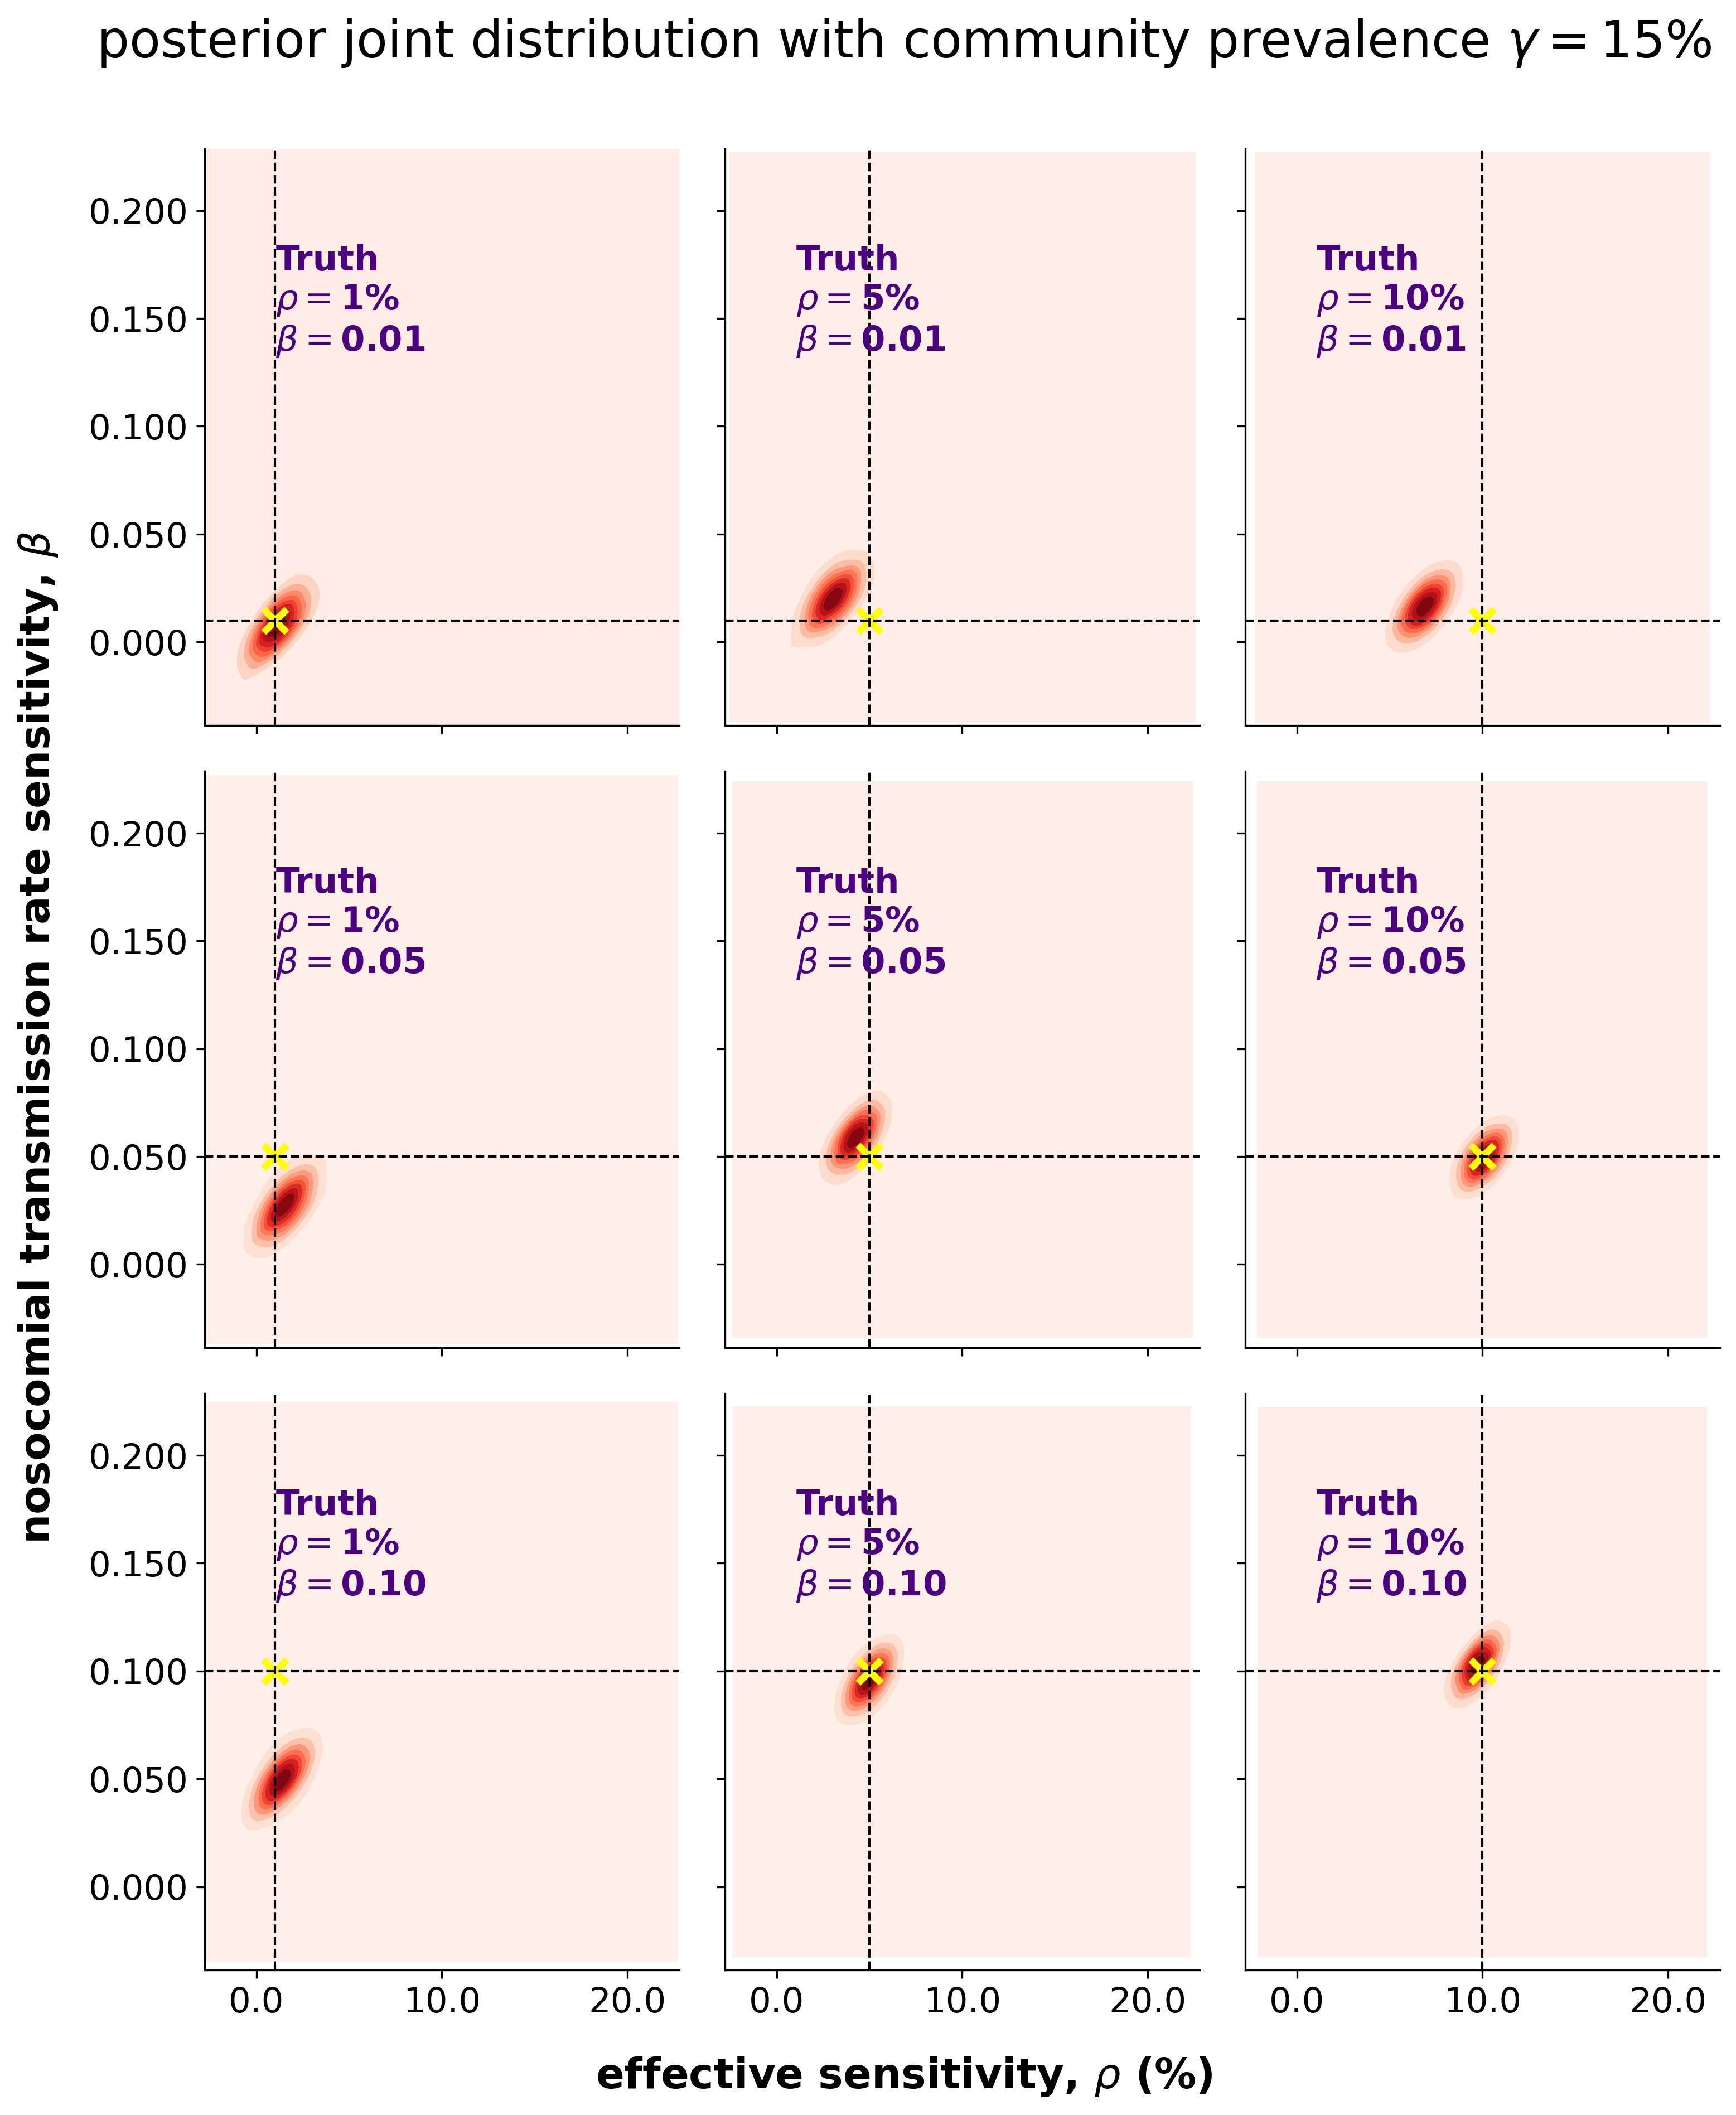 posterior joint distribution with community prevalence γ = 15%
nosocomial transmission rate sensitivity, β
0.200
0.150
0.100
0.050
0.000
Truth
ρ = 1%
β = 0.01
Truth
ρ = 5%
β = 0.01
Truth
ρ = 10%
β = 0.01
0.200
0.150
0.100
0.050
0.000
Truth
ρ = 1%
β = 0.05
Truth
ρ = 5%
β = 0.05
Truth
ρ = 10%
β = 0.05
0.200
0.150
0.100
0.050
0.000
Truth
ρ = 1%
β = 0.10
Truth
ρ = 5%
β = 0.10
Truth
ρ = 10%
β = 0.10
0.0 10.0 20.0
0.0 10.0 20.0
0.0 10.0 20.0
effective sensitivity, ρ (%)